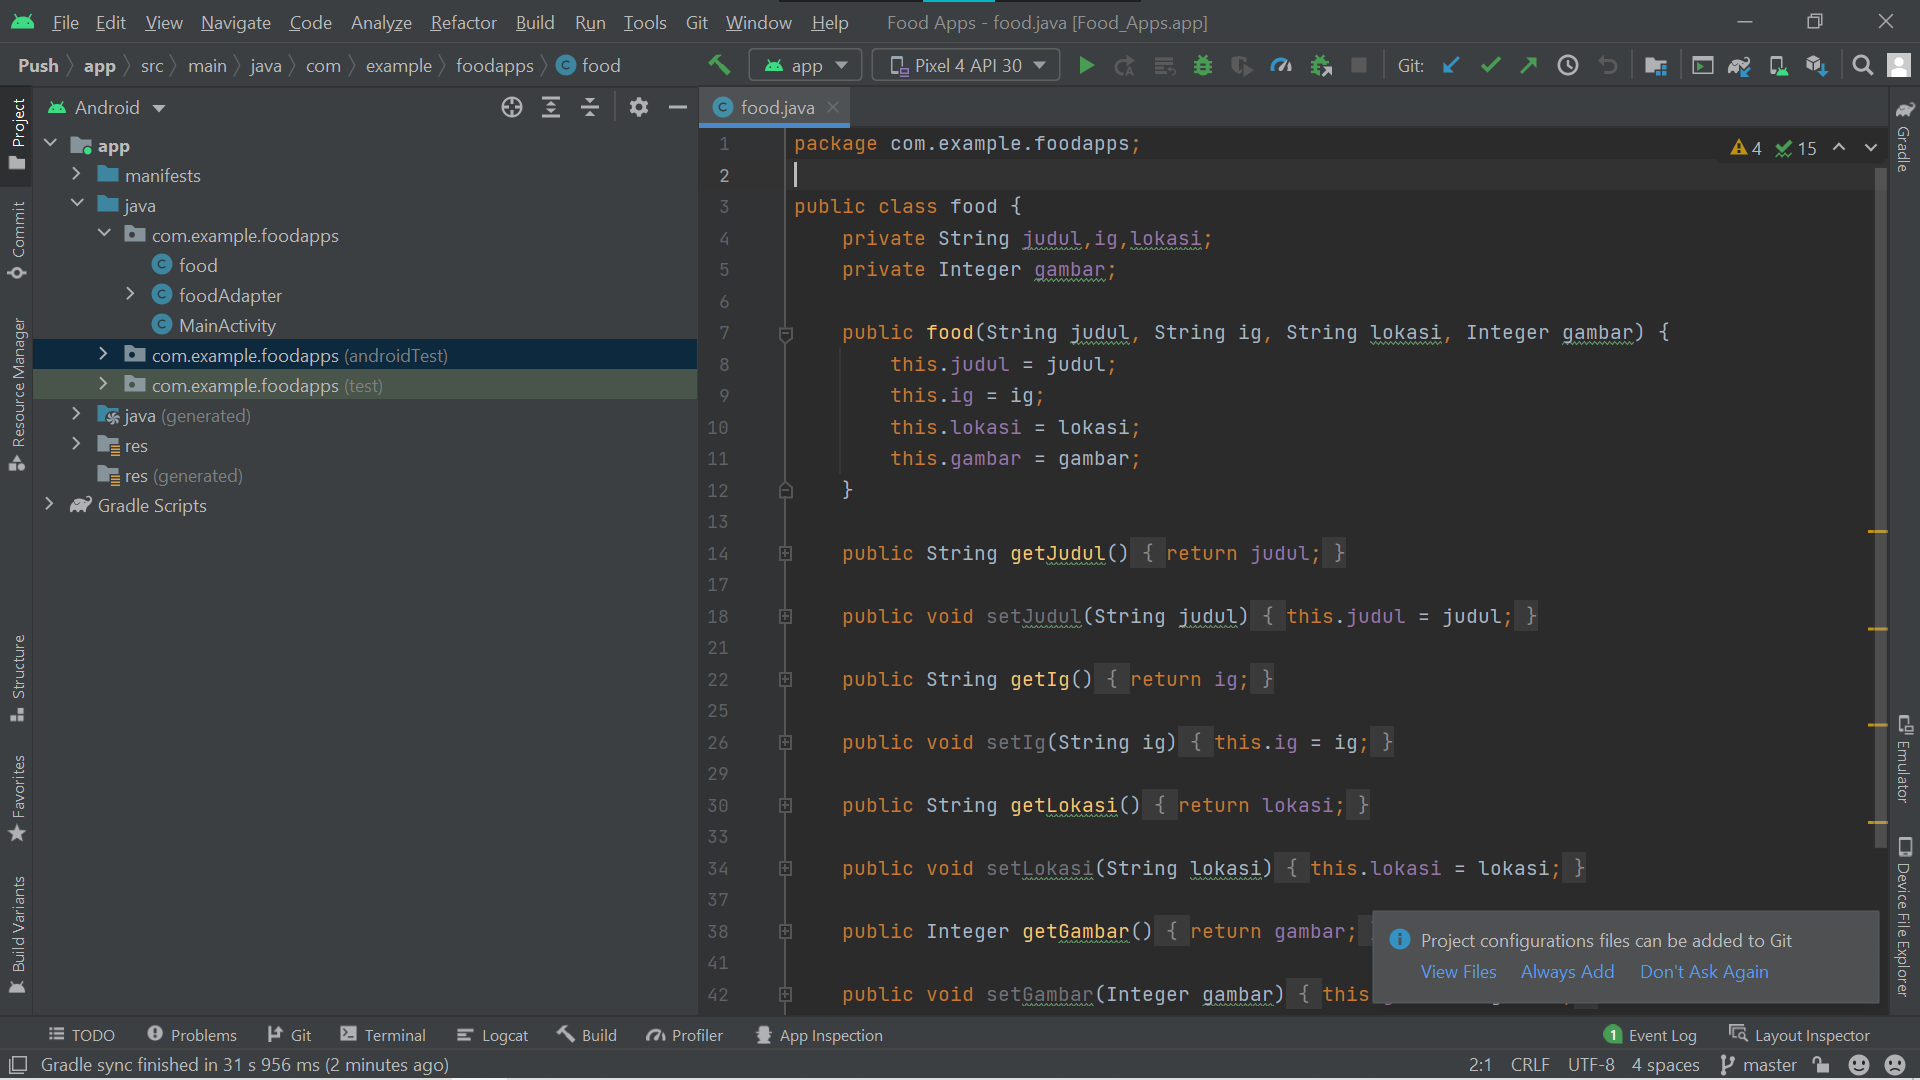 File Edit View Navigate Code Analyze Refactor Build Run Tools Git Window Help Food Apps - food.java [Food_Apps.app]
Push app src main java com example foodapps food app Pixel 4 API 30 Git:
Android
food.java
Project
Commit
Resource Manager
Structure
Favorites
Build Variants
app
manifests
java
com.example.foodapps
food
foodAdapter
MainActivity
com.example.foodapps (androidTest)
com.example.foodapps (test)
java (generated)
res
res (generated)
Gradle Scripts
4 15
1 package com.example.foodapps;
2
3 public class food {
4 private String judul,ig,lokasi;
5 private Integer gambar;
6
7 public food(String judul, String ig, String lokasi, Integer gambar) {
8 this.judul = judul;
9 this.ig = ig;
10 this.lokasi = lokasi;
11 this.gambar = gambar;
12 }
13
14 public String getJudul() { return judul; }
17
18 public void setJudul(String judul) { this.judul = judul; }
21
22 public String getIg() { return ig; }
25
26 public void setIg(String ig) { this.ig = ig; }
29
30 public String getLokasi() { return lokasi; }
33
34 public void setLokasi(String lokasi) { this.lokasi = lokasi; }
37
38 public Integer getGambar() { return gambar;
41
42 public void setGambar(Integer gambar) { this
Project configurations files can be added to Git
View Files Always Add Don't Ask Again
Gradle
Emulator
Device File Explorer
TODO Problems Git Terminal Logcat Build Profiler App Inspection 1 Event Log Layout Inspector
Gradle sync finished in 31 s 956 ms (2 minutes ago) 2:1 CRLF UTF-8 4 spaces master